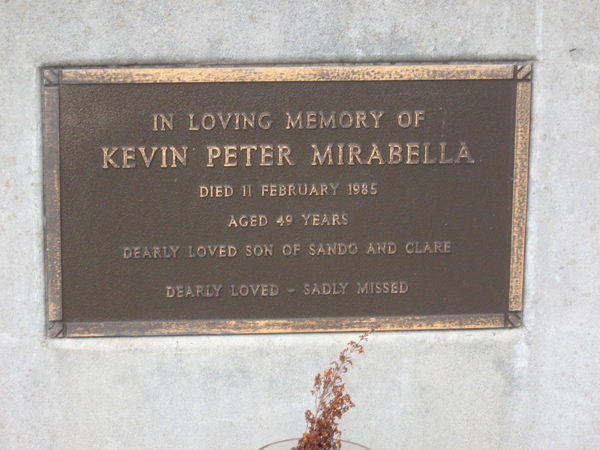 IN LOVING MEMORY OF
KEVIN PETER MIRABELLA
DIED 11 FEBRUARY 1985
AGED 49 YEARS
DEARLY LOVED SON OF SANDO AND CLARE
DEARLY LOVED - SADLY MISSED